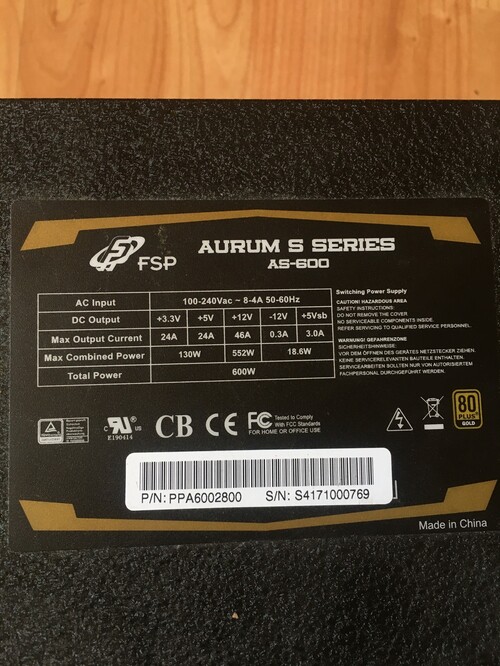 FSP
AURUM S SERIES
AS-600
AC Input 100-240Vac ~ 8-4A 50-60Hz
DC Output +3.3V +5V +12V -12V +5Vsb
Max Output Current 24A 24A 46A 0.3A 3.0A
Max Combined Power 130W 552W 18.6W
Total Power 600W
Switching Power Supply
CAUTION! HAZARDOUS AREA
SAFETY INSTRUCTIONS:
DO NOT REMOVE THE COVER
NO SERVICEABLE COMPONENTS INSIDE.
REFER SERVICING TO QUALIFIED SERVICE PERSONNEL.
WARUNG! GEFAHRENZONE
SICHERHEITSHINWEISE:
VOR DEM ÖFFNEN DES GERÄTES NETZSTECKER ZIEHEN.
KEINE SERVICERELEVANTEN BAUTEILE ENTHALTEN.
SERVICEARBEITEN SOLLTEN NUR VON AUTORISIERTEM
FACHPERSONAL DURCHGEFÜHRT WERDEN.
c UL US
E190414
CB CE FC
Tested to Comply
With FCC Standards
FOR HOME OR OFFICE USE
80
PLUS
GOLD
P/N: PPA6002800 S/N: S4171000769
Made in China